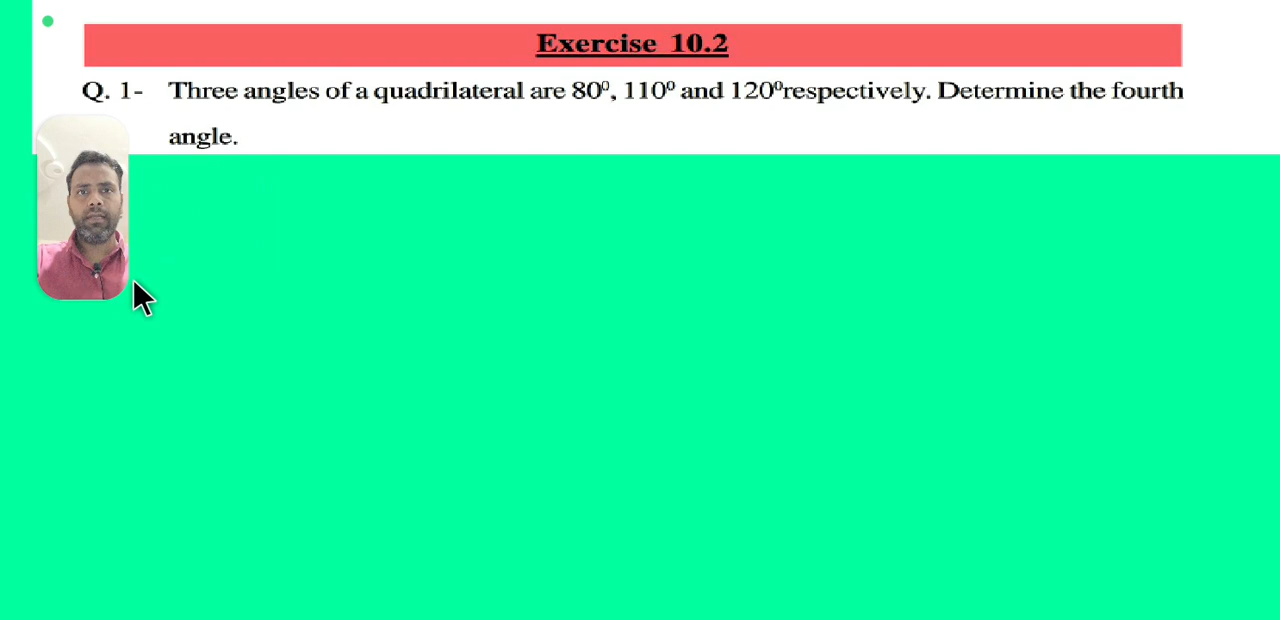 Exercise 10.2
Q. 1- Three angles of a quadrilateral are 80⁰, 110⁰ and 120⁰respectively. Determine the fourth
angle.